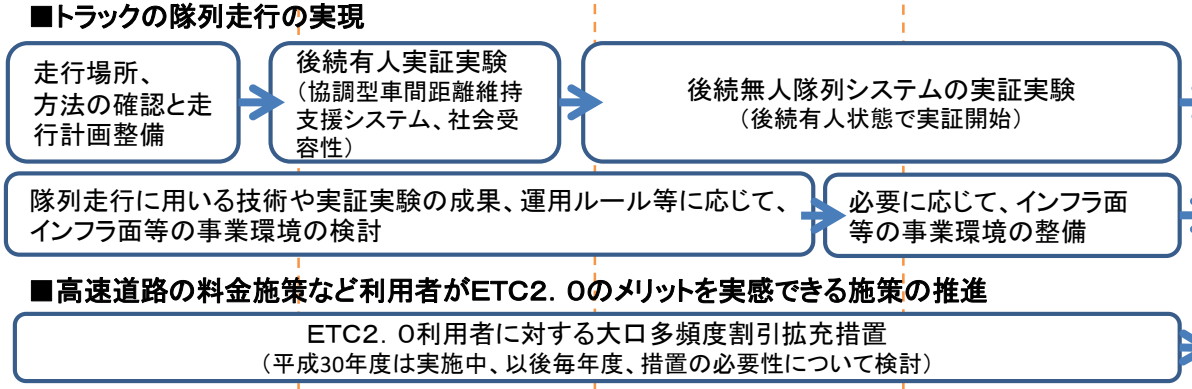 ■トラックの隊列走行の実現
走行場所、
方法の確認と走
行計画整備
後続有人実証実験
（協調型車間距離維持
支援システム、社会受
容性）
後続無人隊列システムの実証実験
（後続有人状態で実証開始）
隊列走行に用いる技術や実証実験の成果、運用ルール等に応じて、
インフラ面等の事業環境の検討
必要に応じて、インフラ面
等の事業環境の整備
■高速道路の料金施策など利用者がＥＴＣ２．０のメリットを実感できる施策の推進
ＥＴＣ２．０利用者に対する大口多頻度割引拡充措置
（平成30年度は実施中、以後毎年度、措置の必要性について検討）